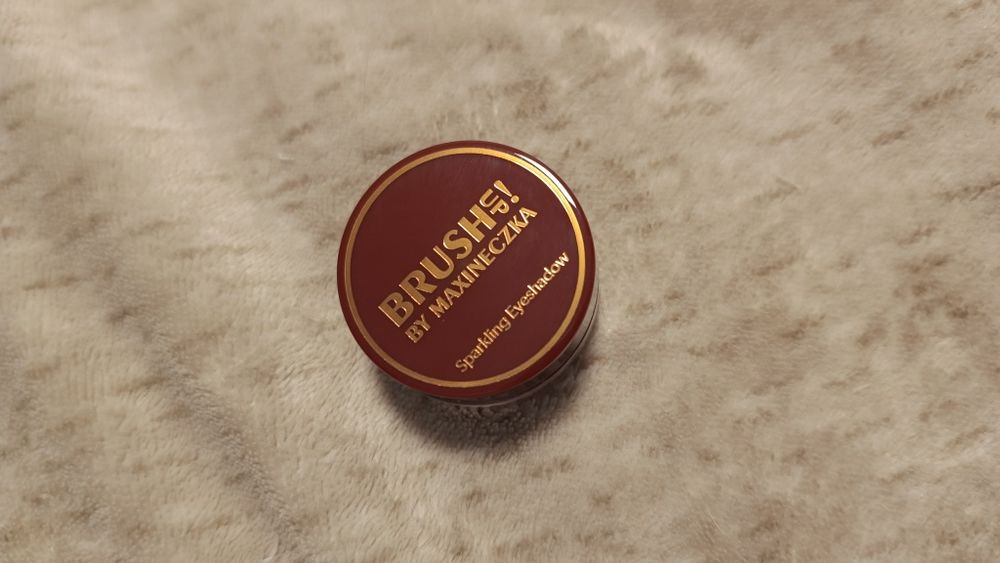 BRUSH UP!
BY MAXINECZKA
Sparkling Eyeshadow